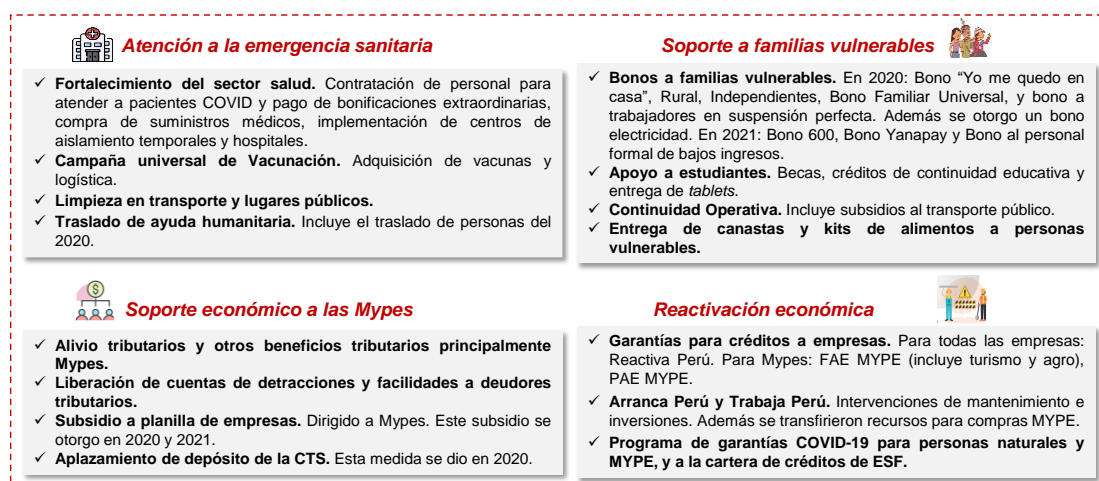 Atención a la emergencia sanitaria
✓ Fortalecimiento del sector salud. Contratación de personal para
atender a pacientes COVID y pago de bonificaciones extraordinarias,
compra de suministros médicos, implementación de centros de
aislamiento temporales y hospitales.
✓ Campaña universal de Vacunación. Adquisición de vacunas y
logística.
✓ Limpieza en transporte y lugares públicos.
✓ Traslado de ayuda humanitaria. Incluye el traslado de personas del
2020.
Soporte a familias vulnerables
✓ Bonos a familias vulnerables. En 2020: Bono “Yo me quedo en
casa”, Rural, Independientes, Bono Familiar Universal, y bono a
trabajadores en suspensión perfecta. Además se otorgo un bono
electricidad. En 2021: Bono 600, Bono Yanapay y Bono al personal
formal de bajos ingresos.
✓ Apoyo a estudiantes. Becas, créditos de continuidad educativa y
entrega de tablets.
✓ Continuidad Operativa. Incluye subsidios al transporte público.
✓ Entrega de canastas y kits de alimentos a personas
vulnerables.
Soporte económico a las Mypes
✓ Alivio tributarios y otros beneficios tributarios principalmente
Mypes.
✓ Liberación de cuentas de detracciones y facilidades a deudores
tributarios.
✓ Subsidio a planilla de empresas. Dirigido a Mypes. Este subsidio se
otorgo en 2020 y 2021.
✓ Aplazamiento de depósito de la CTS. Esta medida se dio en 2020.
Reactivación económica
✓ Garantías para créditos a empresas. Para todas las empresas:
Reactiva Perú. Para Mypes: FAE MYPE (incluye turismo y agro),
PAE MYPE.
✓ Arranca Perú y Trabaja Perú. Intervenciones de mantenimiento e
inversiones. Además se transfirieron recursos para compras MYPE.
✓ Programa de garantías COVID-19 para personas naturales y
MYPE, y a la cartera de créditos de ESF.